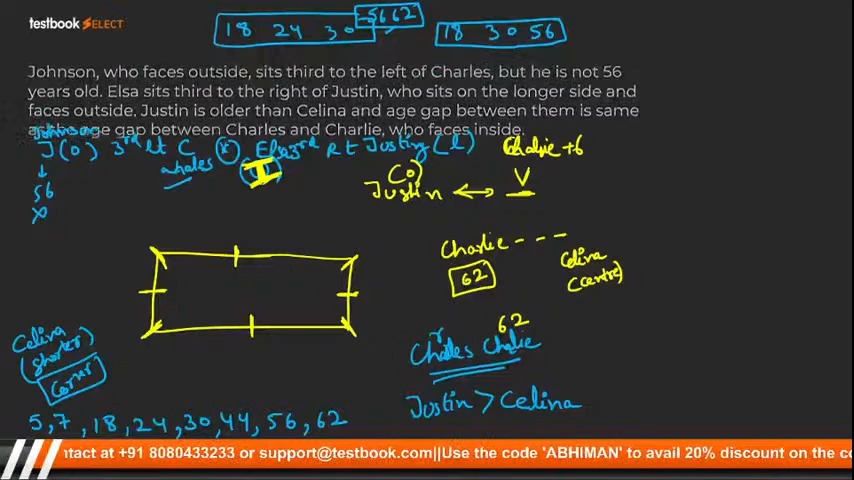 testbook SELECT
18 24 30 56 62
18 30 56
Johnson, who faces outside, sits third to the left of Charles, but he is not 56
years old. Elsa sits third to the right of Justin, who sits on the longer side and
faces outside. Justin is older than Celina and age gap between them is same
as the age gap between Charles and Charlie, who faces inside.
Johnson
J(0) 3rd Lt Charles Elsa 3rd Rt Justin (L)
Charlie +6
56
X
(0)
Justin ↔ V
Charlie - - -
62
Celina
(centre)
Celina
(shorter)
Corner
62
Charles Charlie
Justin > Celina
5, 7, 18, 24, 30, 44, 56, 62
ntact at +91 8080433233 or support@testbook.com||Use the code 'ABHIMAN' to avail 20% discount on the co